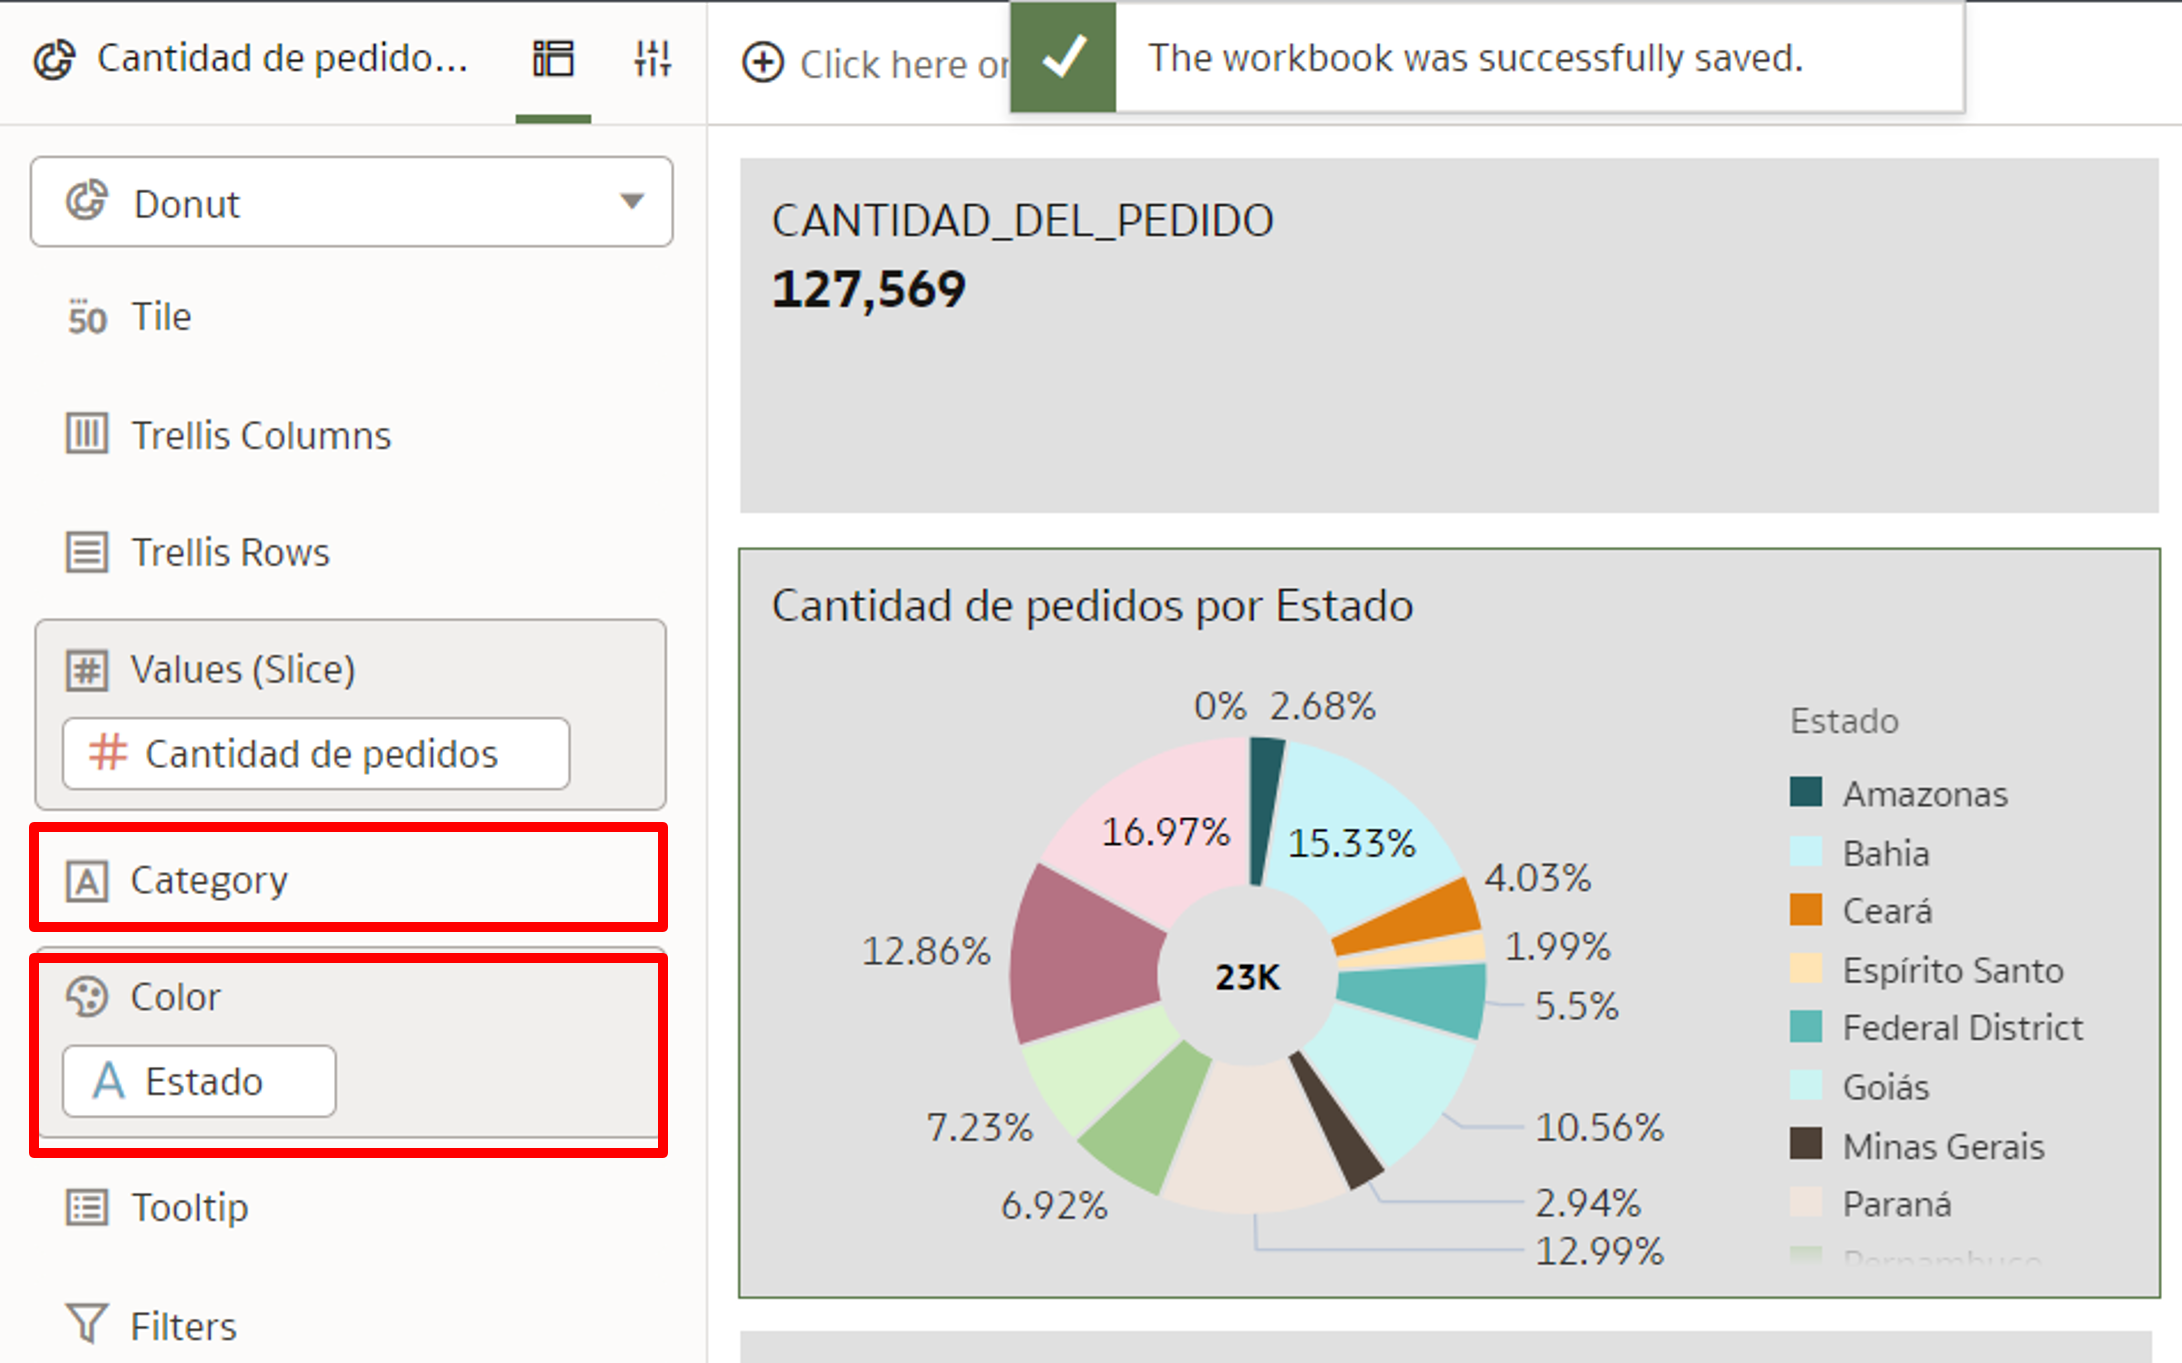 Cantidad de pedido...
Click here or
The workbook was successfully saved.
Donut
50 Tile
Trellis Columns
Trellis Rows
Values (Slice)
# Cantidad de pedidos
A Category
Color
A Estado
Tooltip
Filters
CANTIDAD_DEL_PEDIDO
127,569
Cantidad de pedidos por Estado
0% 2.68%
16.97%
15.33%
4.03%
12.86%
1.99%
23K
5.5%
7.23%
10.56%
6.92%
2.94%
12.99%
Estado
Amazonas
Bahia
Ceará
Espírito Santo
Federal District
Goiás
Minas Gerais
Paraná
Pernambuco